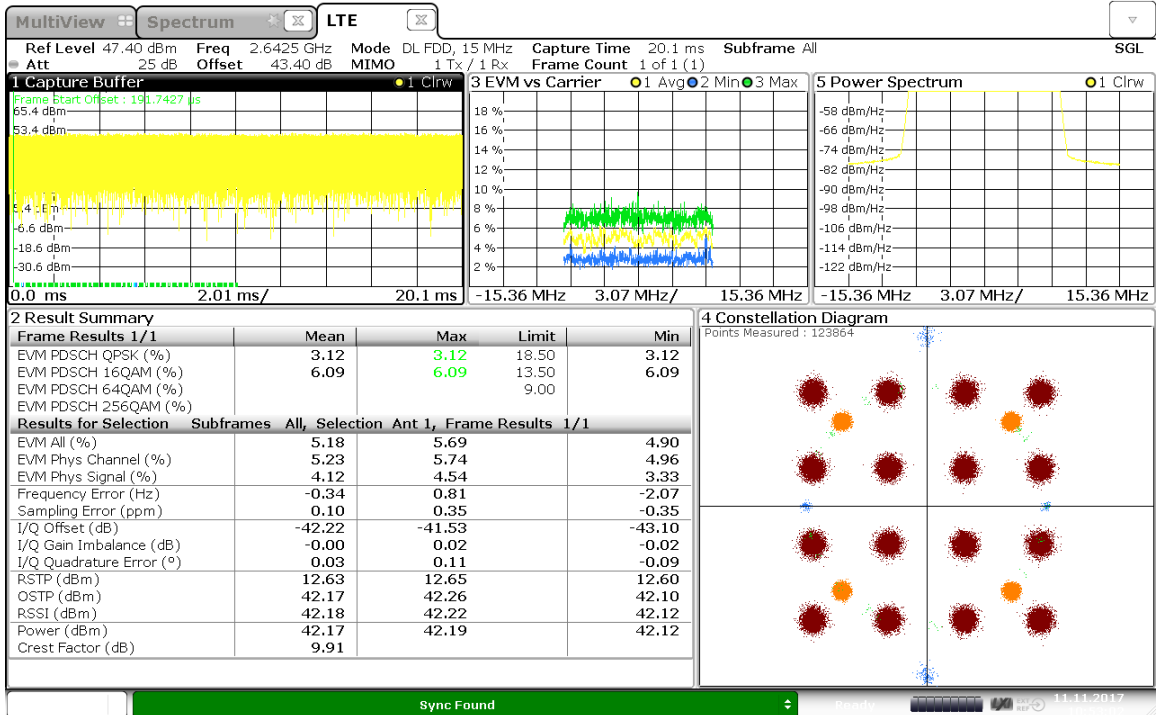 MultiView Spectrum LTE
Ref Level 47.40 dBm Freq 2.6425 GHz Mode DL FDD, 15 MHz Capture Time 20.1 ms Subframe All SGL
Att 25 dB Offset 43.40 dB MIMO 1 Tx / 1 Rx Frame Count 1 of 1 (1)
1 Capture Buffer 1 Clrw
Frame Start Offset : 191.7427 µs
65.4 dBm
53.4 dBm
-6.6 dBm
-18.6 dBm
-30.6 dBm
0.0 ms 2.01 ms/ 20.1 ms
3 EVM vs Carrier 1 Avg 2 Min 3 Max
18 %
16 %
14 %
12 %
10 %
8 %
6 %
4 %
2 %
-15.36 MHz 3.07 MHz/ 15.36 MHz
5 Power Spectrum 1 Clrw
-58 dBm/Hz
-66 dBm/Hz
-74 dBm/Hz
-82 dBm/Hz
-90 dBm/Hz
-98 dBm/Hz
-106 dBm/Hz
-114 dBm/Hz
-122 dBm/Hz
-15.36 MHz 3.07 MHz/ 15.36 MHz
2 Result Summary
Frame Results 1/1 Mean Max Limit Min
EVM PDSCH QPSK (%) 3.12 3.12 18.50 3.12
EVM PDSCH 16QAM (%) 6.09 6.09 13.50 6.09
EVM PDSCH 64QAM (%) 9.00
EVM PDSCH 256QAM (%)
Results for Selection Subframes All, Selection Ant 1, Frame Results 1/1
EVM All (%) 5.18 5.69 4.90
EVM Phys Channel (%) 5.23 5.74 4.96
EVM Phys Signal (%) 4.12 4.54 3.33
Frequency Error (Hz) -0.34 0.81 -2.07
Sampling Error (ppm) 0.10 0.35 -0.35
I/Q Offset (dB) -42.22 -41.53 -43.10
I/Q Gain Imbalance (dB) -0.00 0.02 -0.02
I/Q Quadrature Error (º) 0.03 0.11 -0.09
RSTP (dBm) 12.63 12.65 12.60
OSTP (dBm) 42.17 42.26 42.10
RSSI (dBm) 42.18 42.22 42.12
Power (dBm) 42.17 42.19 42.12
Crest Factor (dB) 9.91
4 Constellation Diagram
Points Measured : 123864
Sync Found Ready LXI EXT REF 11.11.2017